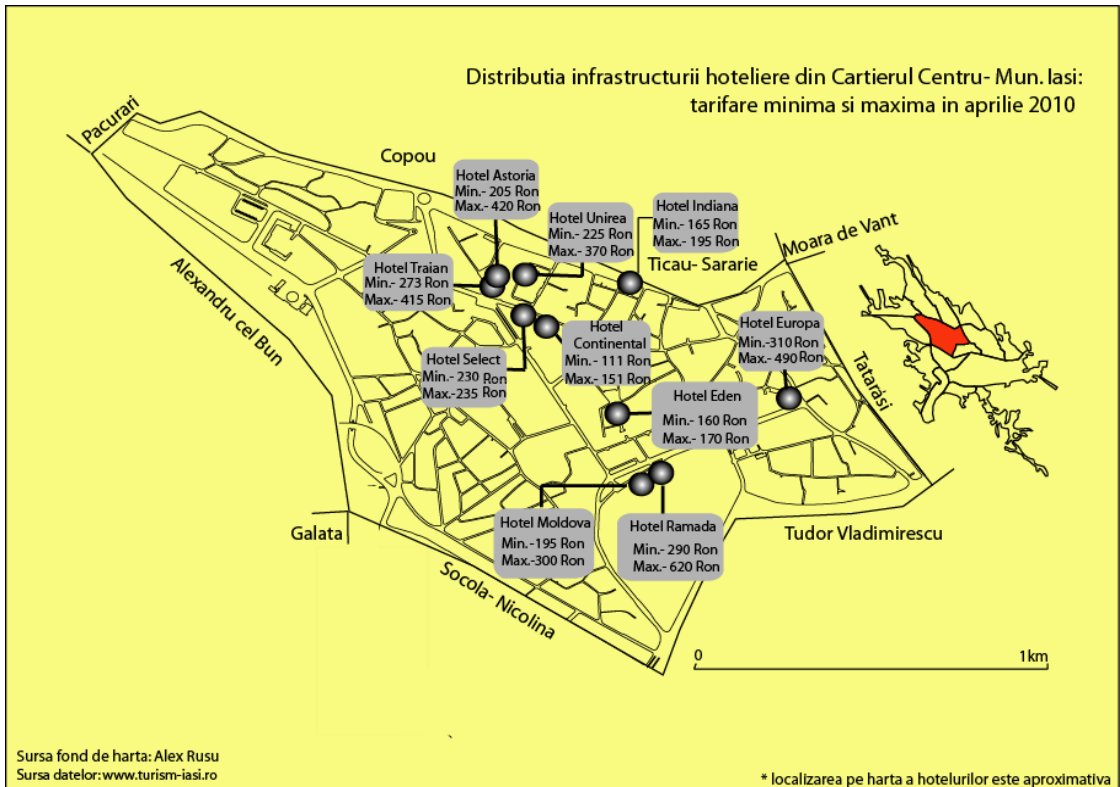 Distributia infrastructurii hoteliere din Cartierul Centru- Mun. Iasi:
tarifare minima si maxima in aprilie 2010
Pacurari
Copou
Hotel Astoria
Min.- 205 Ron
Max.- 420 Ron
Hotel Unirea
Min.- 225 Ron
Max.- 370 Ron
Hotel Indiana
Min.- 165 Ron
Max.- 195 Ron
Moara de Vant
Ticau- Sararie
Alexandru cel Bun
Hotel Traian
Min.- 273 Ron
Max.- 415 Ron
Hotel Select
Min.- 230 Ron
Max.-235 Ron
Hotel
Continental
Min.- 111 Ron
Max.- 151 Ron
Hotel Europa
Min.-310 Ron
Max.- 490 Ron
Tatarasi
Hotel Eden
Min.- 160 Ron
Max.- 170 Ron
Hotel Moldova
Min.-195 Ron
Max.-300 Ron
Hotel Ramada
Min.- 290 Ron
Max.- 620 Ron
Galata
Tudor Vladimirescu
Socola- Nicolina
0 1km
Sursa fond de harta: Alex Rusu
Sursa datelor: www.turism-iasi.ro
* localizarea pe harta a hotelurilor este aproximativa